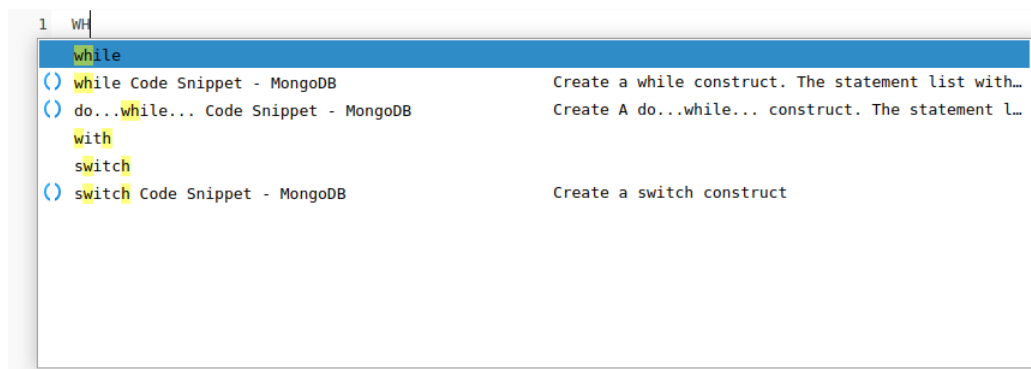 1 WH
while
while Code Snippet - MongoDB Create a while construct. The statement list with…
do...while... Code Snippet - MongoDB Create A do...while... construct. The statement l…
with
switch
switch Code Snippet - MongoDB Create a switch construct